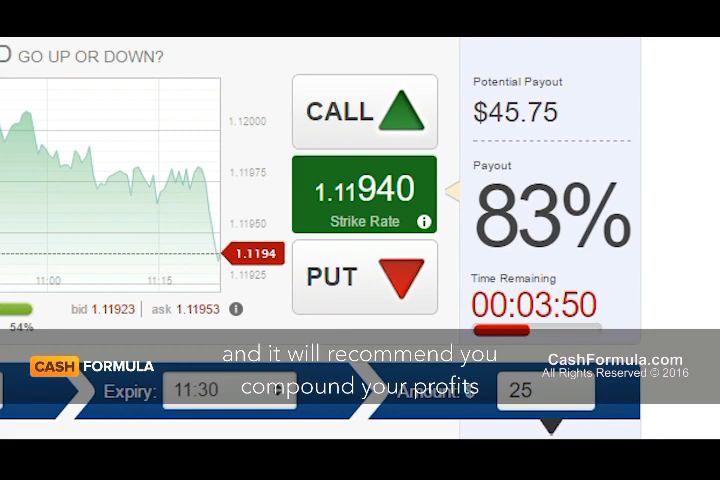 GO UP OR DOWN?
1.12000
1.11975
1.11950
1.11925
1.1194
11:00
11:15
54%
bid 1.11923 | ask 1.11953 i
CALL
1.11940
Strike Rate i
PUT
Potential Payout
$45.75
Payout
83%
Time Remaining
00:03:50
and it will recommend you
compound your profits
CASH FORMULA
CashFormula.com
All Rights Reserved © 2016
Expiry: 11:30
Amount: $ 25